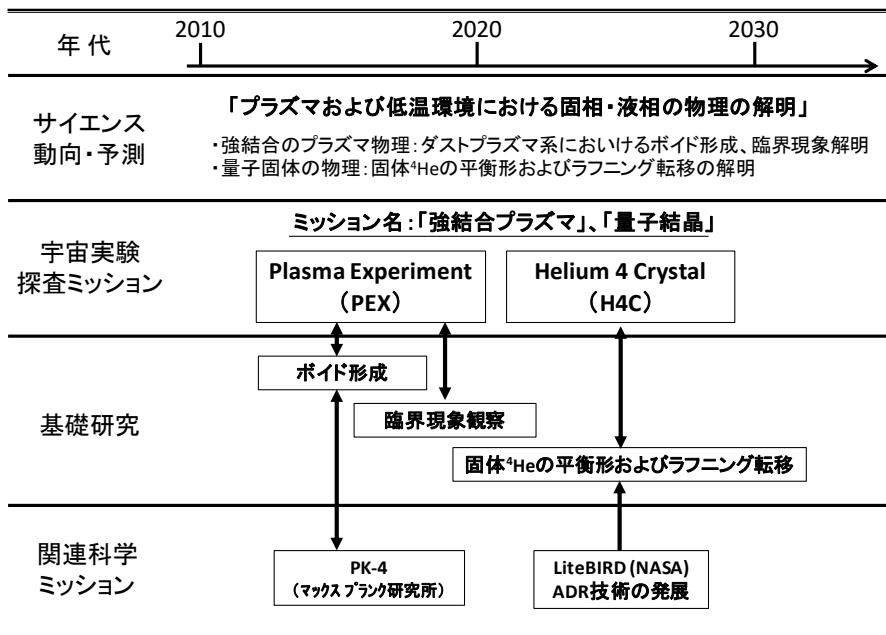 年 代
2010
2020
2030
サイエンス
動向・予測
「プラズマおよび低温環境における固相・液相の物理の解明」
・強結合のプラズマ物理：ダストプラズマ系においけるボイド形成、臨界現象解明
・量子固体の物理：固体⁴Heの平衡形およびラフニング転移の解明
宇宙実験
探査ミッション
ミッション名：「強結合プラズマ」、「量子結晶」
Plasma Experiment
（PEX）
Helium 4 Crystal
（H4C）
基礎研究
ボイド形成
臨界現象観察
固体⁴Heの平衡形およびラフニング転移
関連科学
ミッション
PK-4
（マックス プランク研究所）
LiteBIRD (NASA)
ADR技術の発展